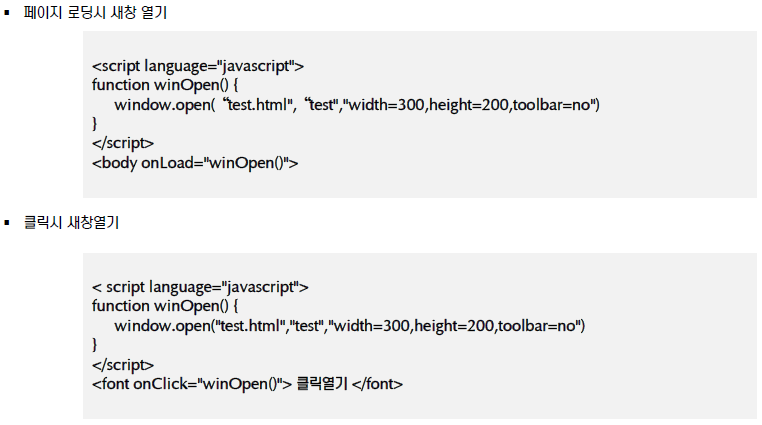 ▪ 페이지 로딩시 새창 열기
<script language="javascript">
function winOpen() {
window.open( “test.html", “test","width=300,height=200,toolbar=no")
}
</script>
<body onLoad="winOpen()">
▪ 클릭시 새창열기
< script language="javascript">
function winOpen() {
window.open("test.html","test","width=300,height=200,toolbar=no")
}
</script>
<font onClick="winOpen()"> 클릭열기 </font>